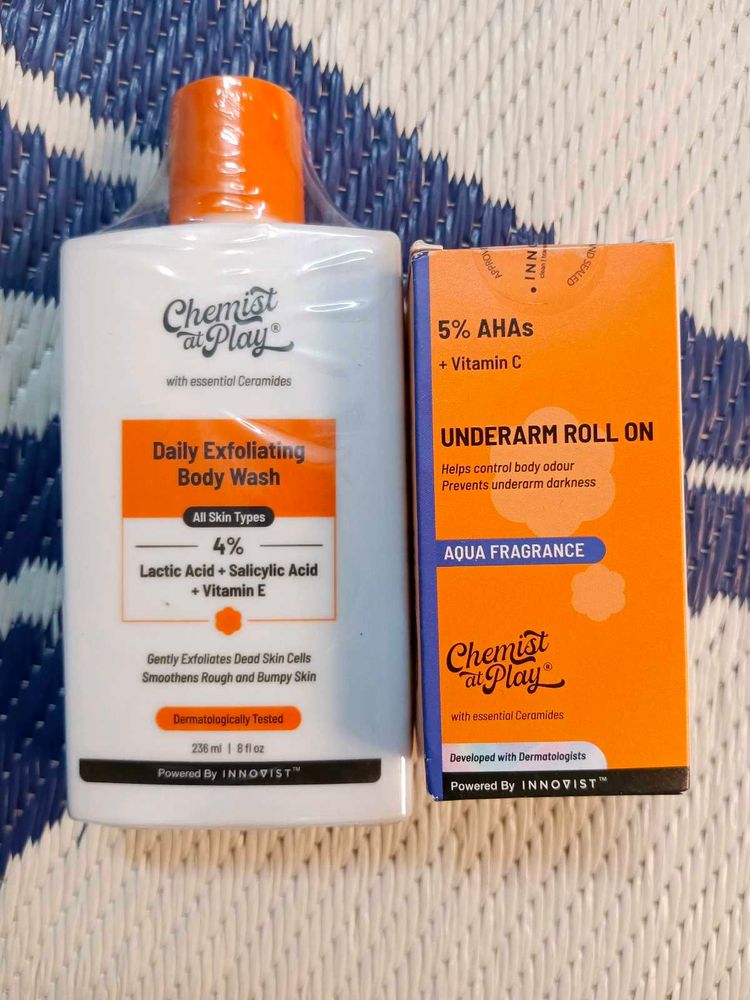 Chemist
at Play®
with essential Ceramides
Daily Exfoliating
Body Wash
All Skin Types
4%
Lactic Acid + Salicylic Acid
+ Vitamin E
Gently Exfoliates Dead Skin Cells
Smoothens Rough and Bumpy Skin
Dermatologically Tested
236 ml | 8 fl oz
Powered By INNOVIST™
SEALED
5% AHAs
+ Vitamin C
UNDERARM ROLL ON
Helps control body odour
Prevents underarm darkness
AQUA FRAGRANCE
Chemist
at Play®
with essential Ceramides
Developed with Dermatologists
Powered By INNOVIST™